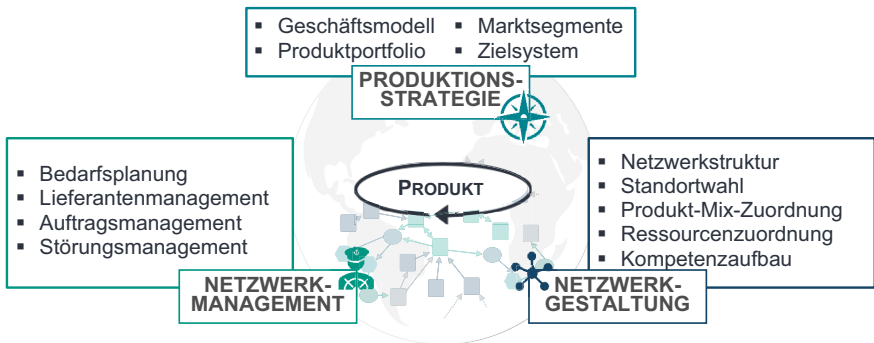 ▪ Geschäftsmodell ▪ Marktsegmente
▪ Produktportfolio ▪ Zielsystem
PRODUKTIONS-
STRATEGIE
▪ Bedarfsplanung
▪ Lieferantenmanagement
▪ Auftragsmanagement
▪ Störungsmanagement
NETZWERK-
MANAGEMENT
PRODUKT
▪ Netzwerkstruktur
▪ Standortwahl
▪ Produkt-Mix-Zuordnung
▪ Ressourcenzuordnung
▪ Kompetenzaufbau
NETZWERK-
GESTALTUNG